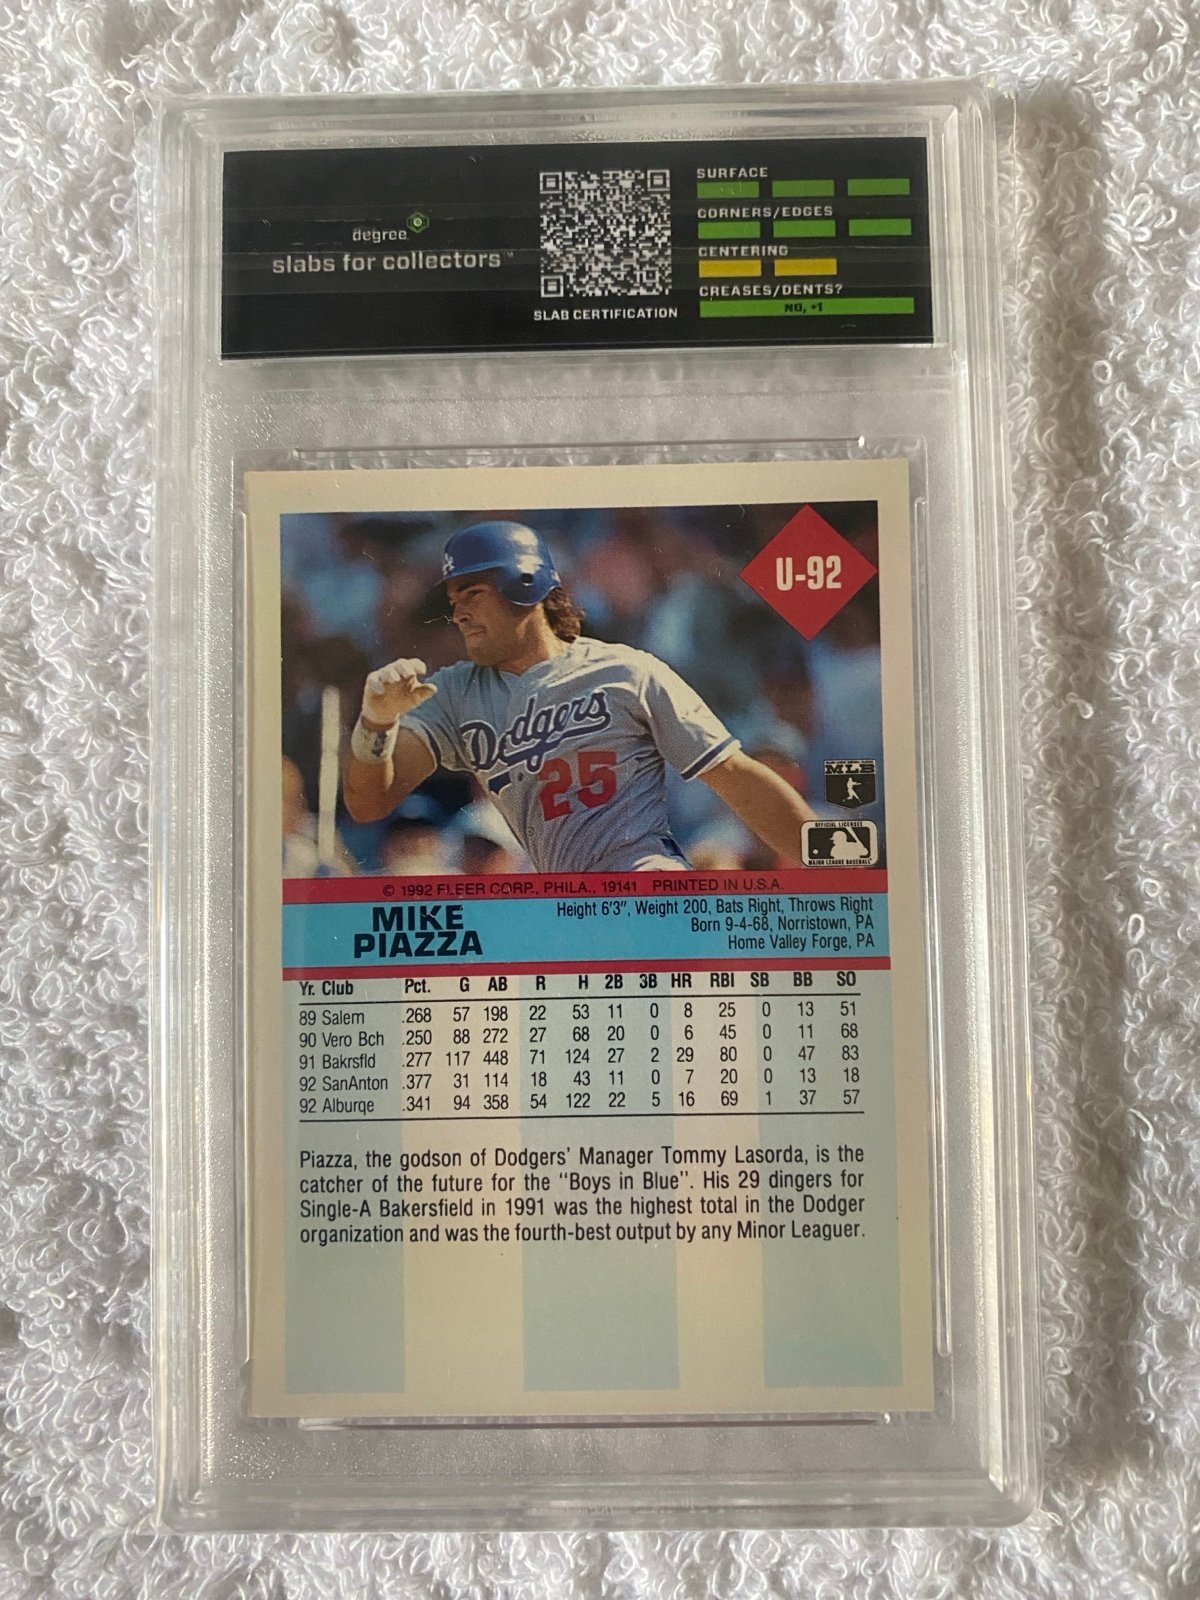 degree
slabs for collectors™
SLAB CERTIFICATION
SURFACE
CORNERS/EDGES
CENTERING
CREASES/DENTS?
NO, +1
U-92
LA
Dodgers
25
MLB
OFFICIAL LICENSEE
MAJOR LEAGUE BASEBALL
© 1992 FLEER CORP., PHILA., 19141 PRINTED IN U.S.A.
MIKE
PIAZZA
Height 6'3", Weight 200, Bats Right, Throws Right
Born 9-4-68, Norristown, PA
Home Valley Forge, PA
Yr. Club Pct. G AB R H 2B 3B HR RBI SB BB SO
89 Salem .268 57 198 22 53 11 0 8 25 0 13 51
90 Vero Bch .250 88 272 27 68 20 0 6 45 0 11 68
91 Bakrsfld .277 117 448 71 124 27 2 29 80 0 47 83
92 SanAnton .377 31 114 18 43 11 0 7 20 0 13 18
92 Alburqe .341 94 358 54 122 22 5 16 69 1 37 57
Piazza, the godson of Dodgers' Manager Tommy Lasorda, is the
catcher of the future for the "Boys in Blue". His 29 dingers for
Single-A Bakersfield in 1991 was the highest total in the Dodger
organization and was the fourth-best output by any Minor Leaguer.